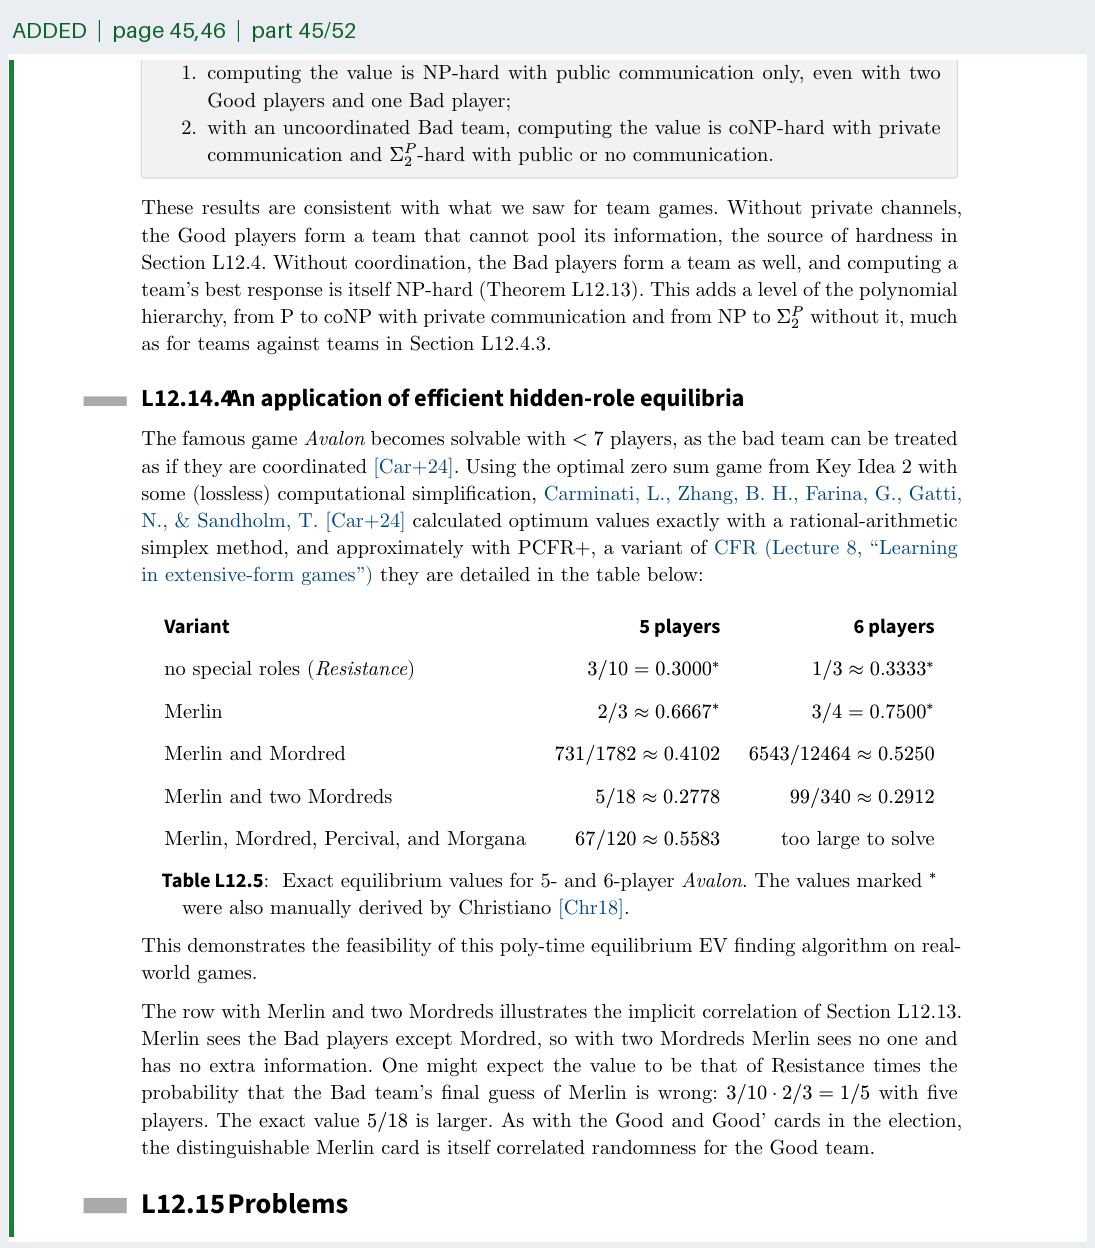 ADDED | page 45,46 | part 45/52
1. computing the value is NP-hard with public communication only, even with two
Good players and one Bad player;
2. with an uncoordinated Bad team, computing the value is coNP-hard with private
communication and Σ₂ᴾ-hard with public or no communication.
These results are consistent with what we saw for team games. Without private channels,
the Good players form a team that cannot pool its information, the source of hardness in
Section L12.4. Without coordination, the Bad players form a team as well, and computing a
team's best response is itself NP-hard (Theorem L12.13). This adds a level of the polynomial
hierarchy, from P to coNP with private communication and from NP to Σ₂ᴾ without it, much
as for teams against teams in Section L12.4.3.
L12.14.4 An application of efficient hidden-role equilibria
The famous game Avalon becomes solvable with < 7 players, as the bad team can be treated
as if they are coordinated [Car+24]. Using the optimal zero sum game from Key Idea 2 with
some (lossless) computational simplification, Carminati, L., Zhang, B. H., Farina, G., Gatti,
N., & Sandholm, T. [Car+24] calculated optimum values exactly with a rational-arithmetic
simplex method, and approximately with PCFR+, a variant of CFR (Lecture 8, “Learning
in extensive-form games”) they are detailed in the table below:
Variant 5 players 6 players
no special roles (Resistance) 3/10 = 0.3000* 1/3 ≈ 0.3333*
Merlin 2/3 ≈ 0.6667* 3/4 = 0.7500*
Merlin and Mordred 731/1782 ≈ 0.4102 6543/12464 ≈ 0.5250
Merlin and two Mordreds 5/18 ≈ 0.2778 99/340 ≈ 0.2912
Merlin, Mordred, Percival, and Morgana 67/120 ≈ 0.5583 too large to solve
Table L12.5: Exact equilibrium values for 5- and 6-player Avalon. The values marked *
were also manually derived by Christiano [Chr18].
This demonstrates the feasibility of this poly-time equilibrium EV finding algorithm on real-
world games.
The row with Merlin and two Mordreds illustrates the implicit correlation of Section L12.13.
Merlin sees the Bad players except Mordred, so with two Mordreds Merlin sees no one and
has no extra information. One might expect the value to be that of Resistance times the
probability that the Bad team's final guess of Merlin is wrong: 3/10 · 2/3 = 1/5 with five
players. The exact value 5/18 is larger. As with the Good and Good' cards in the election,
the distinguishable Merlin card is itself correlated randomness for the Good team.
L12.15 Problems